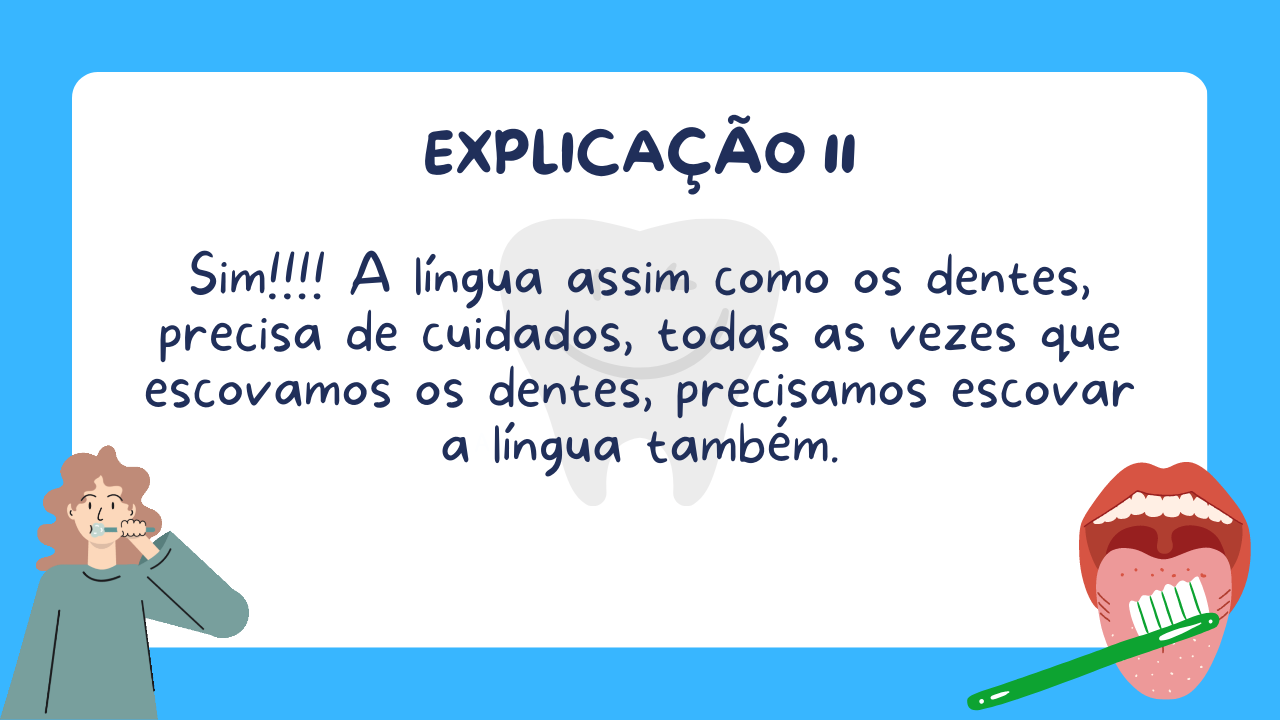 EXPLICAÇÃO II
Sim!!!! A língua assim como os dentes,
precisa de cuidados, todas as vezes que
escovamos os dentes, precisamos escovar
a língua também.